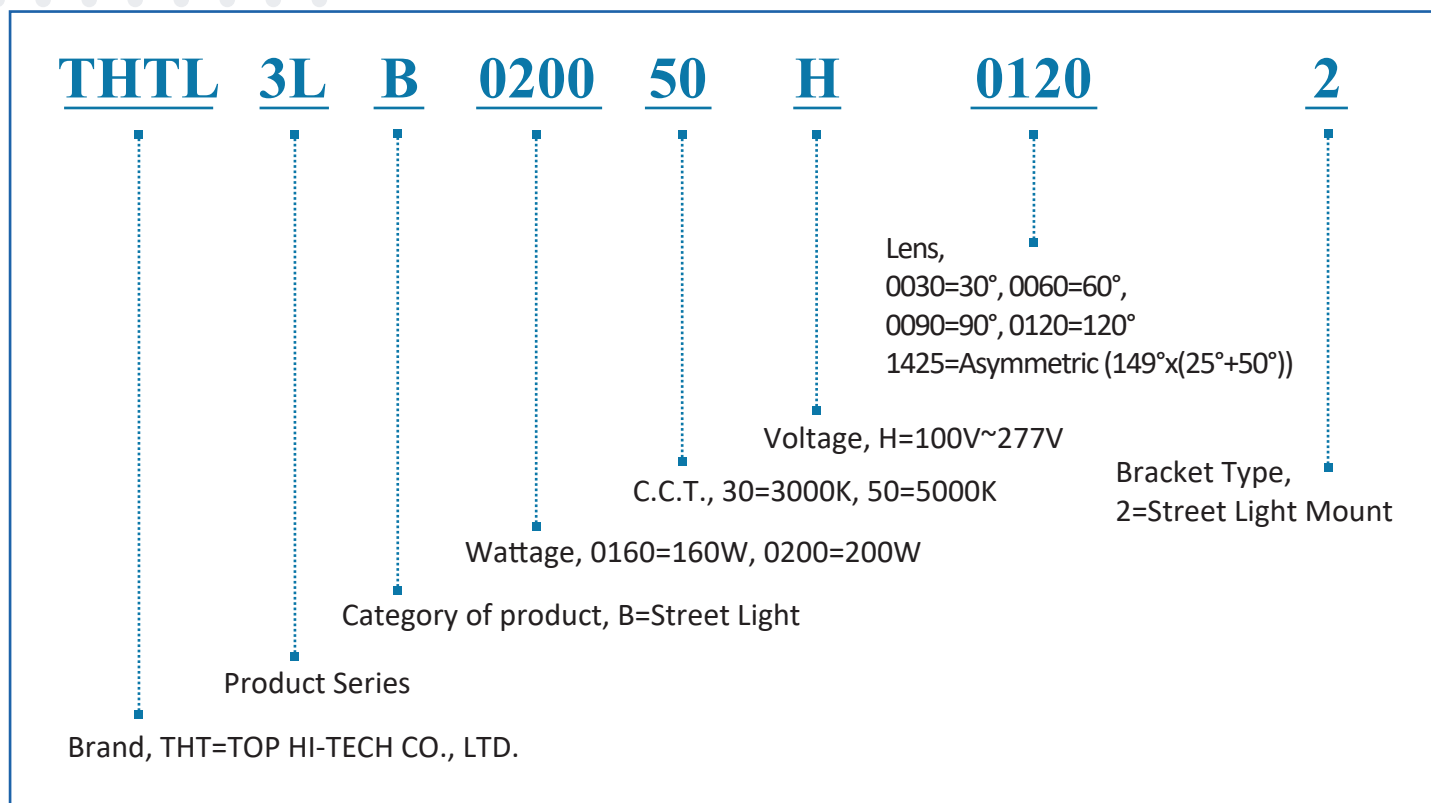 THTL 3L B 0200 50 H 0120 2
Lens,
0030=30°, 0060=60°,
0090=90°, 0120=120°
1425=Asymmetric (149°x(25°+50°))
Voltage, H=100V~277V
Bracket Type,
2=Street Light Mount
C.C.T., 30=3000K, 50=5000K
Wattage, 0160=160W, 0200=200W
Category of product, B=Street Light
Product Series
Brand, THT=TOP HI-TECH CO., LTD.